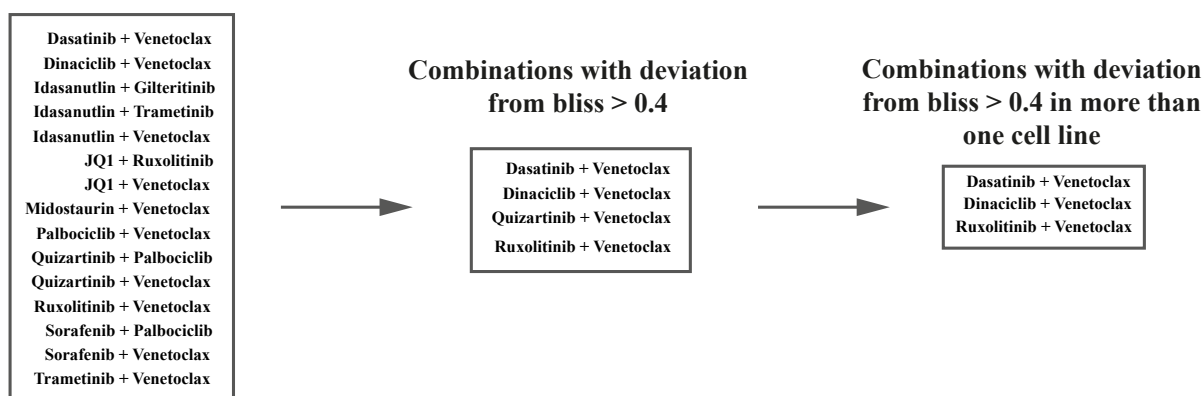 Dasatinib + Venetoclax
Dinaciclib + Venetoclax
Idasanutlin + Gilteritinib
Idasanutlin + Trametinib
Idasanutlin + Venetoclax
JQ1 + Ruxolitinib
JQ1 + Venetoclax
Midostaurin + Venetoclax
Palbociclib + Venetoclax
Quizartinib + Palbociclib
Quizartinib + Venetoclax
Ruxolitinib + Venetoclax
Sorafenib + Palbociclib
Sorafenib + Venetoclax
Trametinib + Venetoclax
Combinations with deviation
from bliss > 0.4
Dasatinib + Venetoclax
Dinaciclib + Venetoclax
Quizartinib + Venetoclax
Ruxolitinib + Venetoclax
Combinations with deviation
from bliss > 0.4 in more than
one cell line
Dasatinib + Venetoclax
Dinaciclib + Venetoclax
Ruxolitinib + Venetoclax